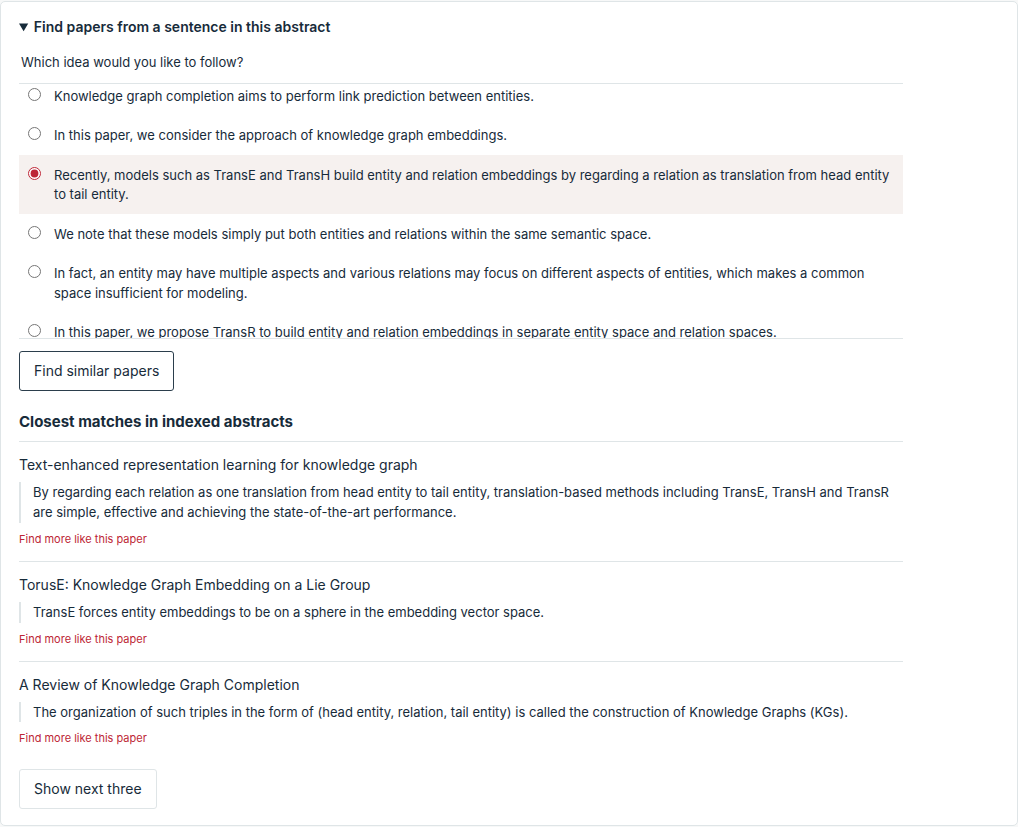 Find papers from a sentence in this abstract
Which idea would you like to follow?
Knowledge graph completion aims to perform link prediction between entities.
In this paper, we consider the approach of knowledge graph embeddings.
Recently, models such as TransE and TransH build entity and relation embeddings by regarding a relation as translation from head entity
to tail entity.
We note that these models simply put both entities and relations within the same semantic space.
In fact, an entity may have multiple aspects and various relations may focus on different aspects of entities, which makes a common
space insufficient for modeling.
In this paper, we propose TransR to build entity and relation embeddings in separate entity space and relation spaces.
Find similar papers
Closest matches in indexed abstracts
Text-enhanced representation learning for knowledge graph
By regarding each relation as one translation from head entity to tail entity, translation-based methods including TransE, TransH and TransR
are simple, effective and achieving the state-of-the-art performance.
Find more like this paper
TorusE: Knowledge Graph Embedding on a Lie Group
TransE forces entity embeddings to be on a sphere in the embedding vector space.
Find more like this paper
A Review of Knowledge Graph Completion
The organization of such triples in the form of (head entity, relation, tail entity) is called the construction of Knowledge Graphs (KGs).
Find more like this paper
Show next three